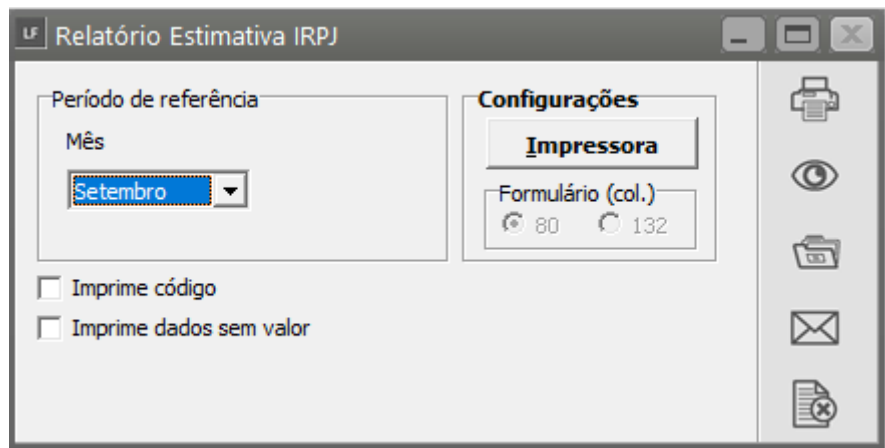 LF Relatório Estimativa IRPJ
Período de referência
Mês
Setembro
Configurações
Impressora
Formulário (col.)
80 132
Imprime código
Imprime dados sem valor